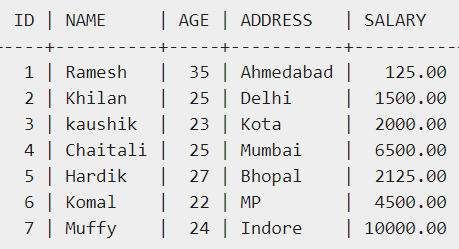 ID | NAME     | AGE | ADDRESS   | SALARY
----+----------+-----+-----------+----------
1 | Ramesh   |  35 | Ahmedabad |   125.00
2 | Khilan   |  25 | Delhi     |  1500.00
3 | kaushik  |  23 | Kota      |  2000.00
4 | Chaitali |  25 | Mumbai    |  6500.00
5 | Hardik   |  27 | Bhopal    |  2125.00
6 | Komal    |  22 | MP        |  4500.00
7 | Muffy    |  24 | Indore    | 10000.00